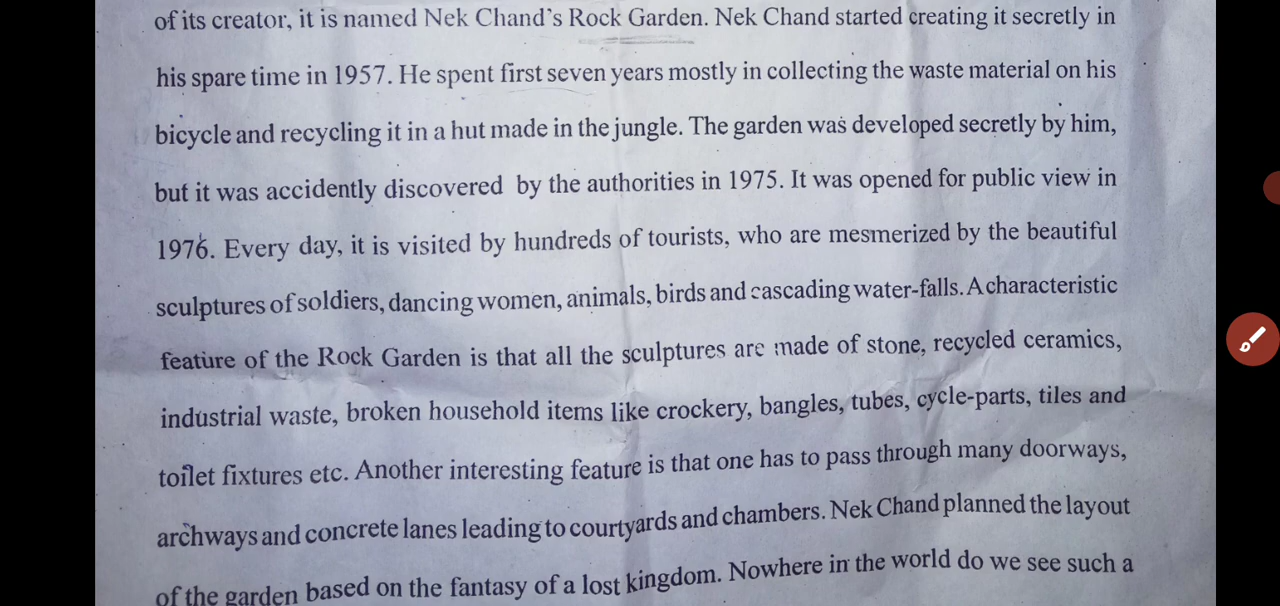 of its creator, it is named Nek Chand's Rock Garden. Nek Chand started creating it secretly in
his spare time in 1957. He spent first seven years mostly in collecting the waste material on his
bicycle and recycling it in a hut made in the jungle. The garden was developed secretly by him,
but it was accidently discovered by the authorities in 1975. It was opened for public view in
1976. Every day, it is visited by hundreds of tourists, who are mesmerized by the beautiful
sculptures of soldiers, dancing women, animals, birds and cascading water-falls. A characteristic
feature of the Rock Garden is that all the sculptures are made of stone, recycled ceramics,
industrial waste, broken household items like crockery, bangles, tubes, cycle-parts, tiles and
toilet fixtures etc. Another interesting feature is that one has to pass through many doorways,
archways and concrete lanes leading to courtyards and chambers. Nek Chand planned the layout
of the garden based on the fantasy of a lost kingdom. Nowhere in the world do we see such a